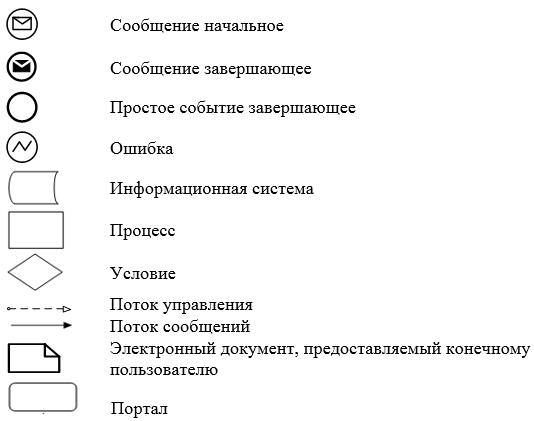 Сообщение начальное
Сообщение завершающее
Простое событие завершающее
Ошибка
Информационная система
Процесс
Условие
Поток управления
Поток сообщений
Электронный документ, предоставляемый конечному
пользователю
Портал